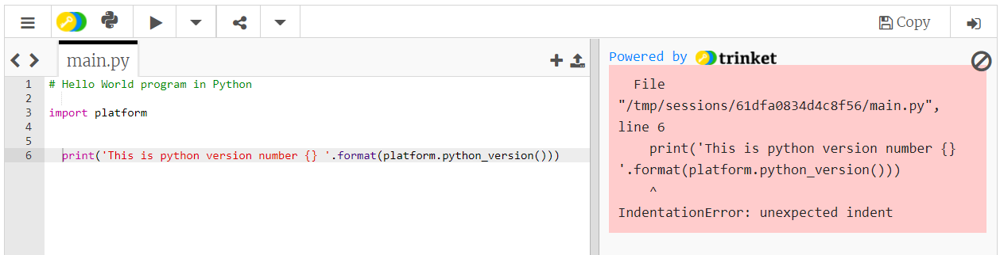 Copy
main.py
1 # Hello World program in Python
2
3 import platform
4
5
6   print('This is python version number {} '.format(platform.python_version()))
Powered by trinket
  File
"/tmp/sessions/61dfa0834d4c8f56/main.py",
line 6
    print('This is python version number {}
'.format(platform.python_version()))
    ^
IndentationError: unexpected indent